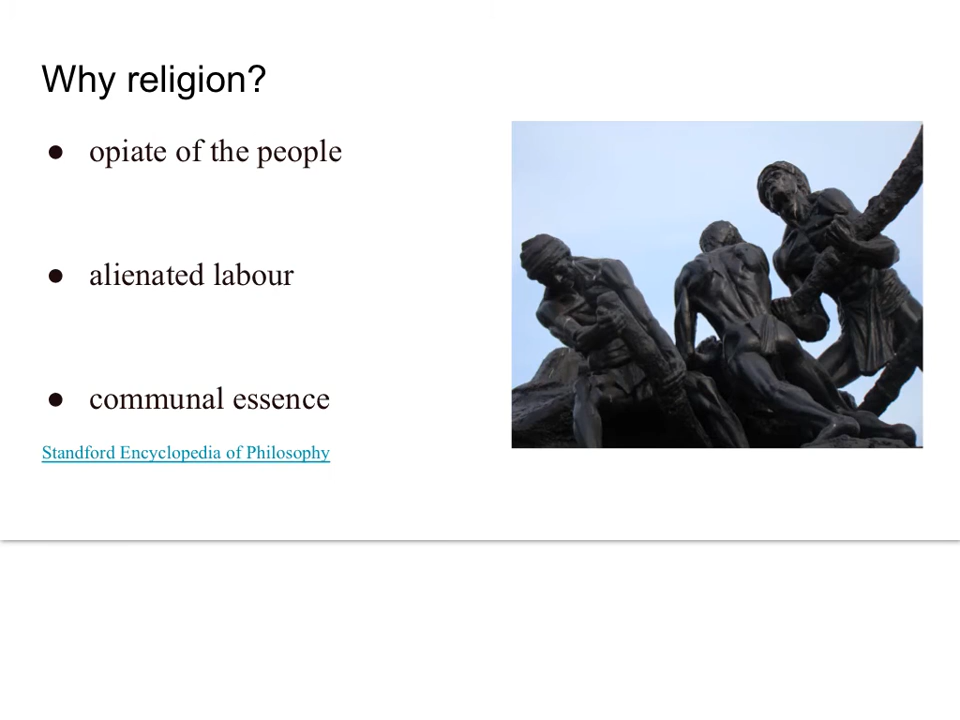 Why religion?
● opiate of the people
● alienated labour
● communal essence
Standford Encyclopedia of Philosophy